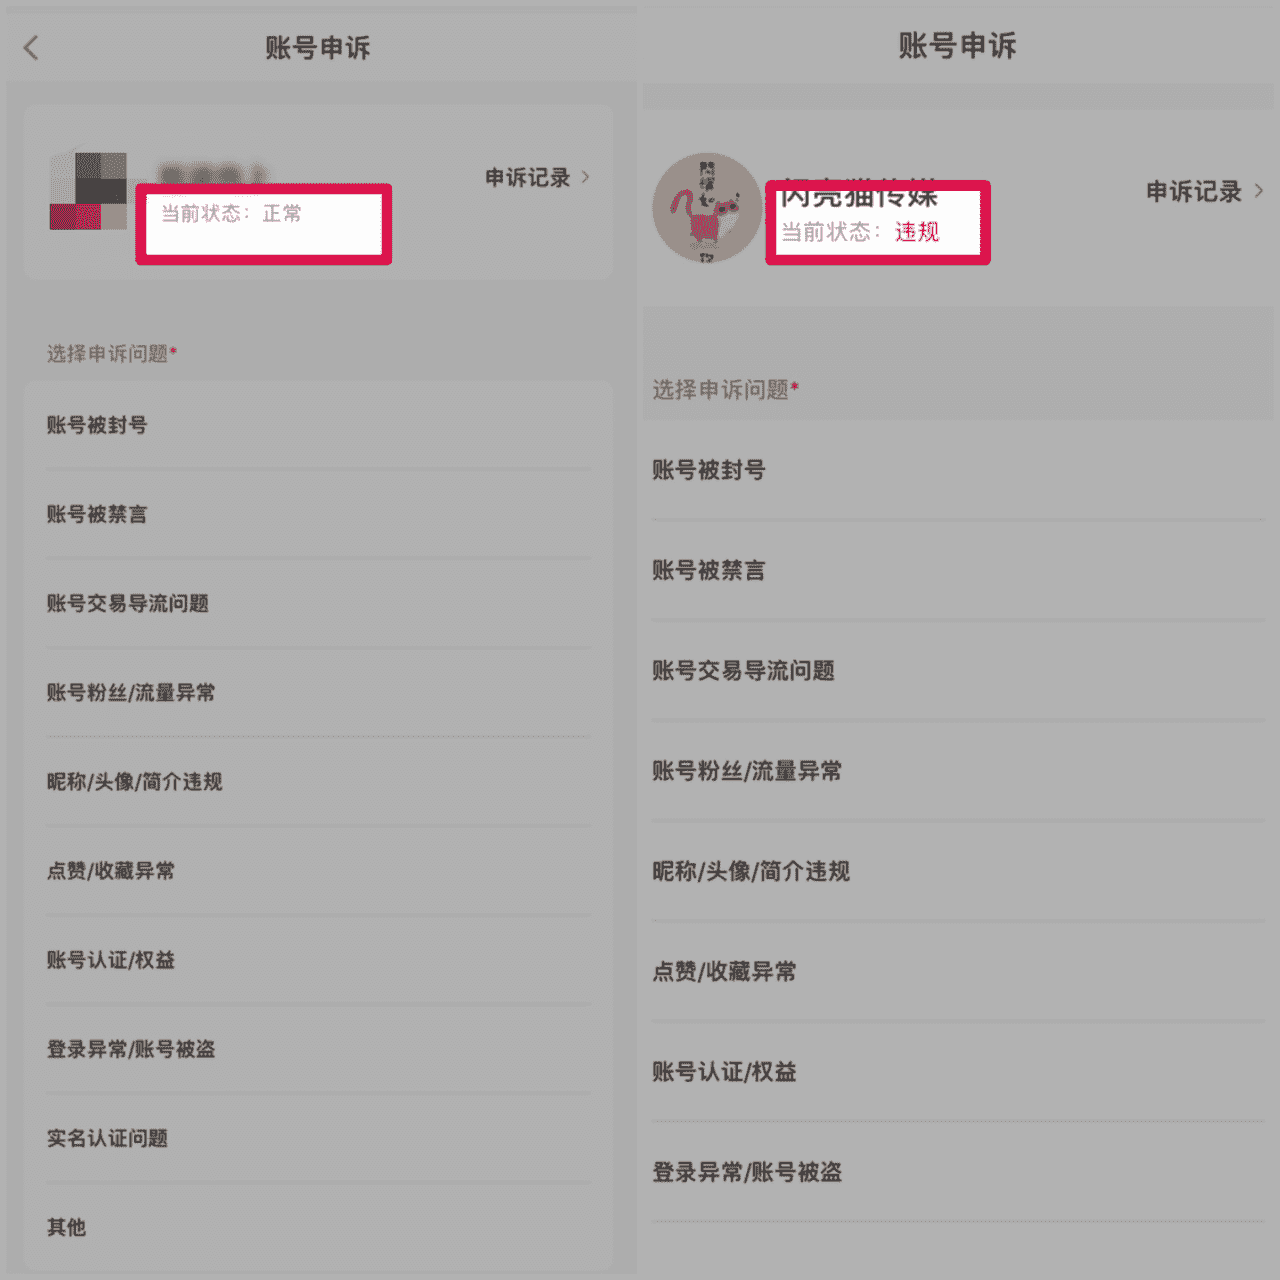 账号申诉
申诉记录
当前状态：正常
选择申诉问题*
账号被封号
账号被禁言
账号交易导流问题
账号粉丝/流量异常
昵称/头像/简介违规
点赞/收藏异常
账号认证/权益
登录异常/账号被盗
实名认证问题
其他
账号申诉
闪亮猫传媒
申诉记录
当前状态：违规
选择申诉问题*
账号被封号
账号被禁言
账号交易导流问题
账号粉丝/流量异常
昵称/头像/简介违规
点赞/收藏异常
账号认证/权益
登录异常/账号被盗